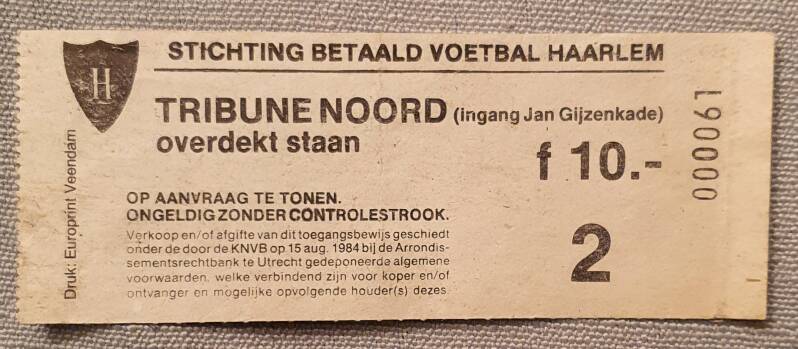 STICHTING BETAALD VOETBAL HAARLEM
H
TRIBUNE NOORD (ingang Jan Gijzenkade)
overdekt staan
f 10.-
OP AANVRAAG TE TONEN.
ONGELDIG ZONDER CONTROLESTROOK.
Verkoop en/of afgifte van dit toegangsbewijs geschiedt
onder de door de KNVB op 15 aug. 1984 bij de Arrondis-
sementsrechtbank te Utrecht gedeponeerde algemene
voorwaarden, welke verbindend zijn voor koper en/of
ontvanger en mogelijke opvolgende houder(s) dezes
2
000091
Druk: Europrint Veendam